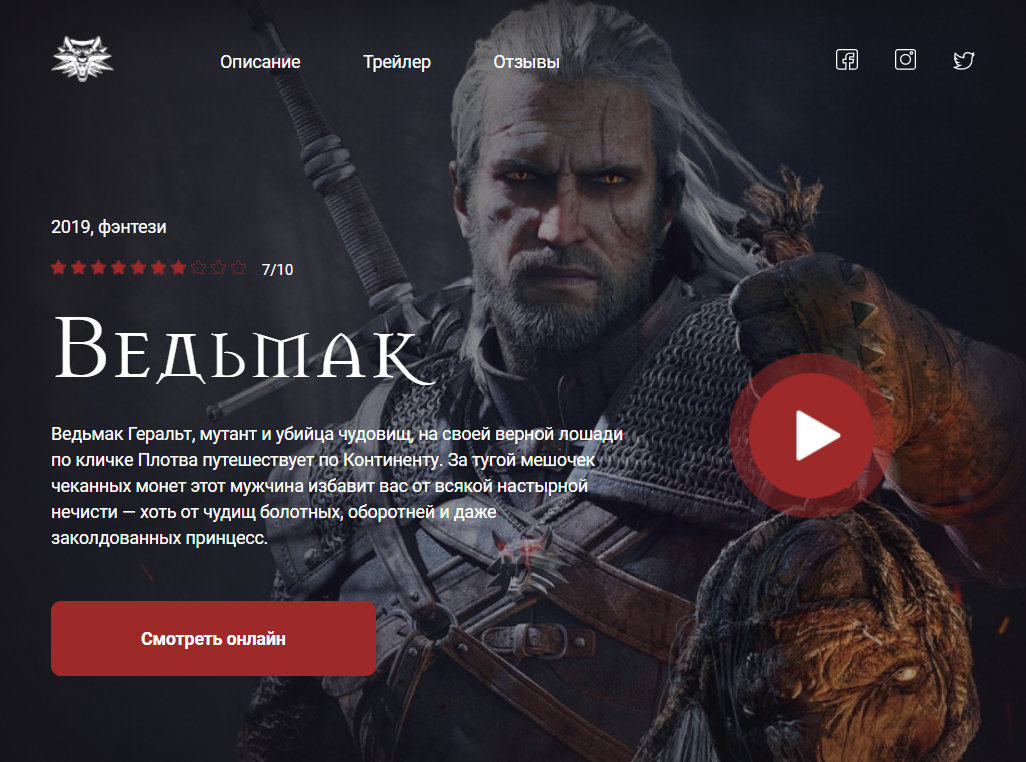 Описание Трейлер Отзывы
2019, фэнтези
7/10
Ведьмак
Ведьмак Геральт, мутант и убийца чудовищ, на своей верной лошади
по кличке Плотва путешествует по Континенту. За тугой мешочек
чеканных монет этот мужчина избавит вас от всякой настырной
нечисти — хоть от чудищ болотных, оборотней и даже
заколдованных принцесс.
Смотреть онлайн